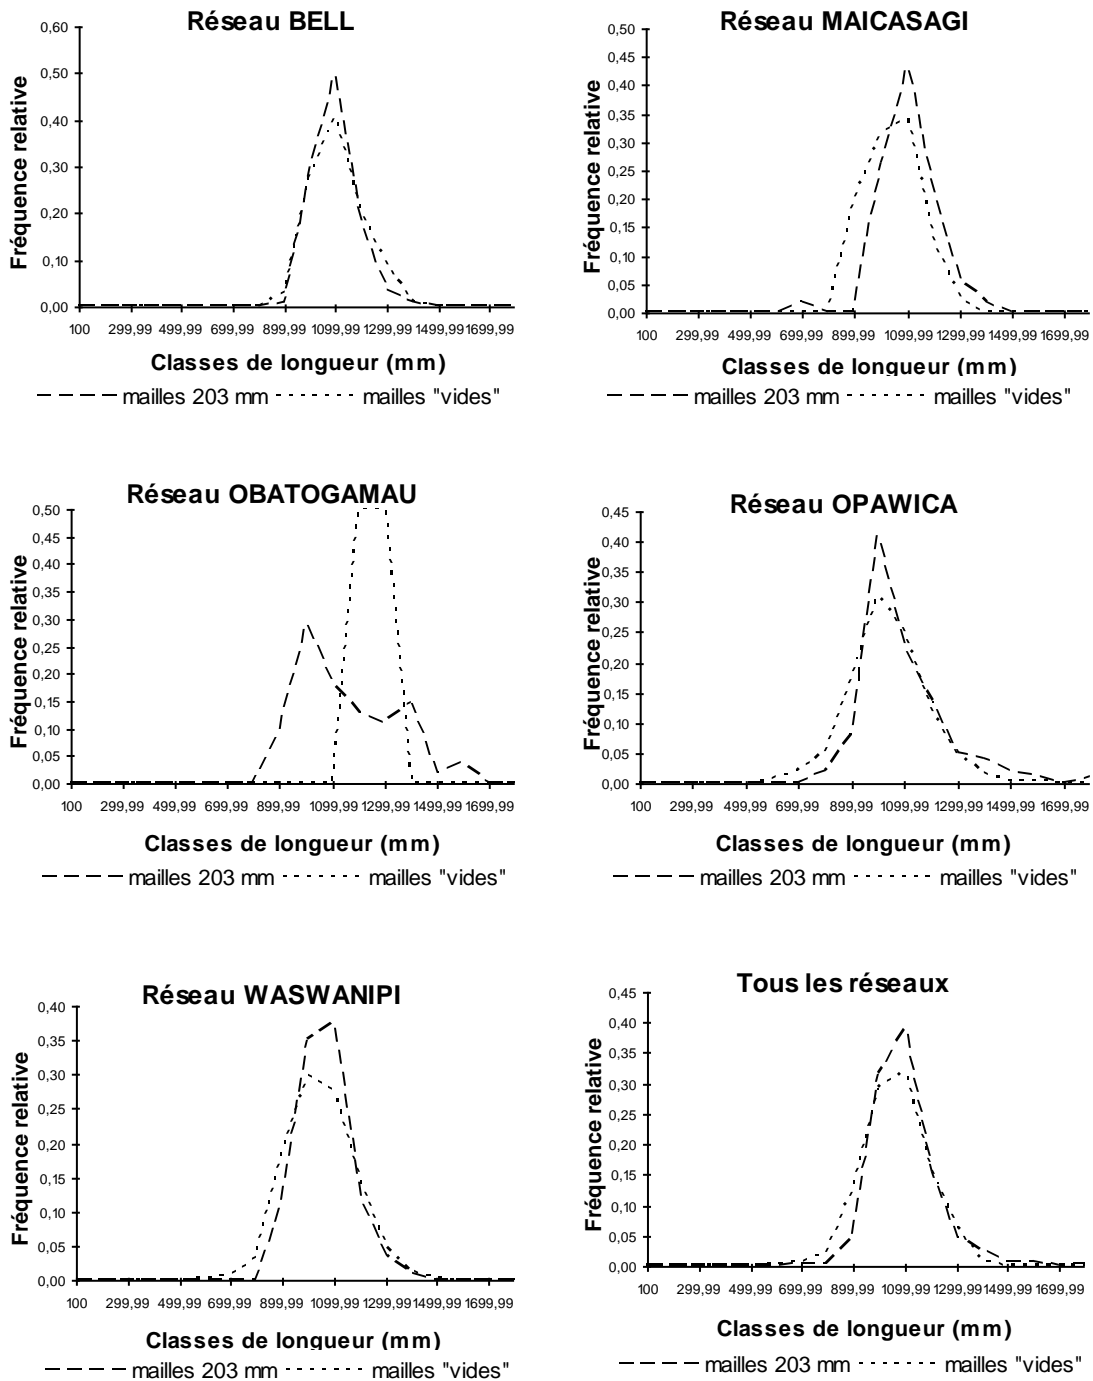 Réseau BELL
0,60
0,50
0,40
0,30
0,20
0,10
0,00
Fréquence relative
100 299,99 499,99 699,99 899,99 1099,99 1299,99 1499,99 1699,99
Classes de longueur (mm)
mailles 203 mm mailles "vides"
Réseau MAICASAGI
0,50
0,45
0,40
0,35
0,30
0,25
0,20
0,15
0,10
0,05
0,00
Fréquence relative
100 299,99 499,99 699,99 899,99 1099,99 1299,99 1499,99 1699,99
Classes de longueur (mm)
mailles 203 mm mailles "vides"
Réseau OBATOGAMAU
0,50
0,45
0,40
0,35
0,30
0,25
0,20
0,15
0,10
0,05
0,00
Fréquence relative
100 299,99 499,99 699,99 899,99 1099,99 1299,99 1499,99 1699,99
Classes de longueur (mm)
mailles 203 mm mailles "vides"
Réseau OPAWICA
0,45
0,40
0,35
0,30
0,25
0,20
0,15
0,10
0,05
0,00
Fréquence relative
100 299,99 499,99 699,99 899,99 1099,99 1299,99 1499,99 1699,99
Classes de longueur (mm)
mailles 203 mm mailles "vides"
Réseau WASWANIPI
0,40
0,35
0,30
0,25
0,20
0,15
0,10
0,05
0,00
Fréquence relative
100 299,99 499,99 699,99 899,99 1099,99 1299,99 1499,99 1699,99
Classes de longueur (mm)
mailles 203 mm mailles "vides"
Tous les réseaux
0,45
0,40
0,35
0,30
0,25
0,20
0,15
0,10
0,05
0,00
Fréquence relative
100 299,99 499,99 699,99 899,99 1099,99 1299,99 1499,99 1699,99
Classes de longueur (mm)
mailles 203 mm mailles "vides"